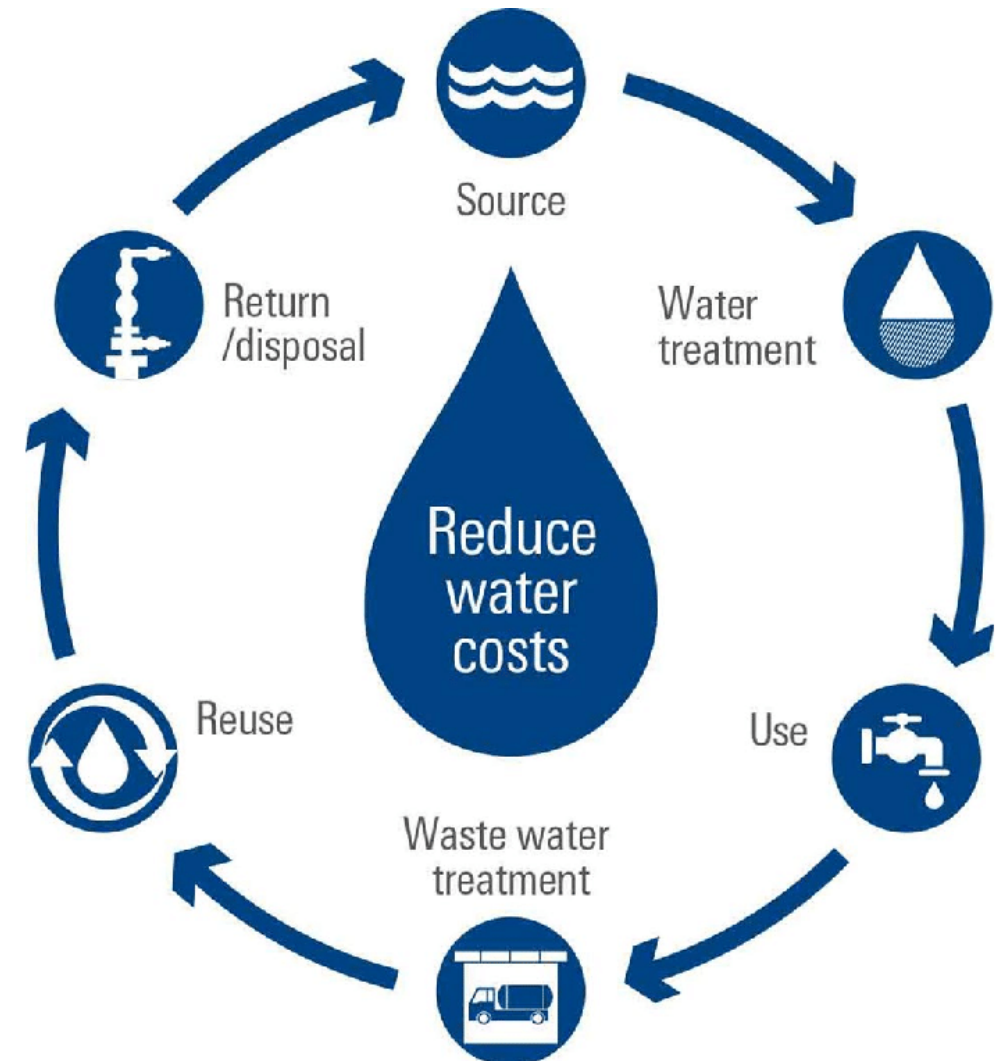 Source
Water
treatment
Use
Waste water
treatment
Reuse
Return
/disposal
Reduce
water
costs